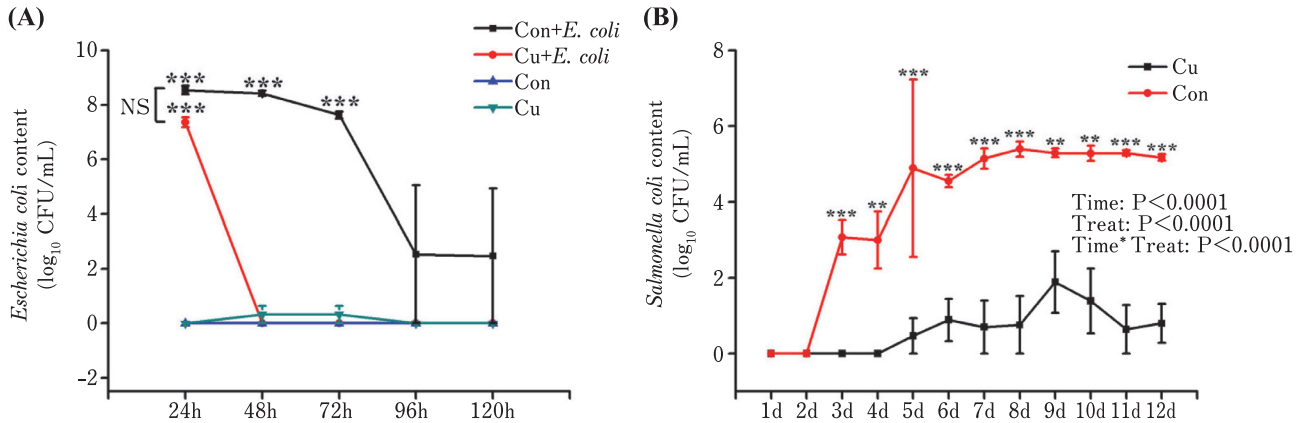 (A)
Escherichia coli content
(log10 CFU/mL)
10
8
6
4
2
0
−2
NS
***
***
***
***
Con+E. coli
Cu+E. coli
Con
Cu
24h 48h 72h 96h 120h
(B)
Salmonella coli content
(log10 CFU/mL)
8
6
4
2
0
***
**
***
***
***
***
**
**
***
***
Cu
Con
Time: P<0.0001
Treat: P<0.0001
Time* Treat: P<0.0001
1d 2d 3d 4d 5d 6d 7d 8d 9d 10d 11d 12d